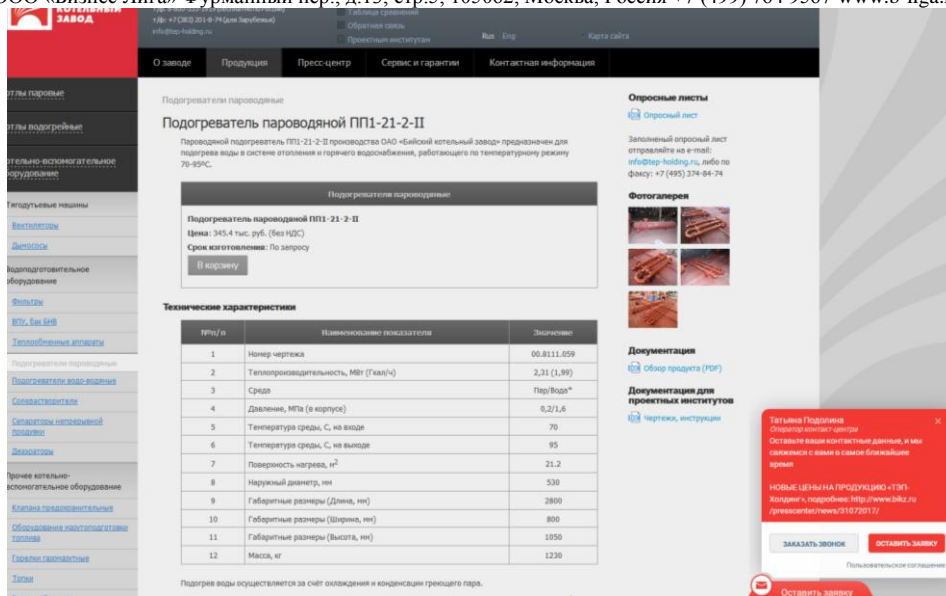 ООО «Бизнес Лига» Фурманный пер., д.13, стр.3, 105062, Москва, Россия +7 (499) 704
КОТЕЛЬНЫЙ
ЗАВОД
info@tep-holding.ru
Таблица сравнения
Обратная связь
Проектным институтам
Rus Eng
Карта сайта
О заводе Продукция Пресс-центр Сервис и гарантии Контактная информация
отлы паровые
отлы водогрейные
отельно-вспомогательное
борудование
Тягодутьевые машины
Вентиляторы
Дымососы
Водоподготовительное
оборудование
Фильтры
ВПУ, бак БНВ
Теплообменные аппараты
Подогреватели пароводяные
Подогреватели водо-водяные
Солерастворители
Сепараторы непрерывной
продувки
Деаэраторы
Прочее котельно-
вспомогательное оборудование
Клапана предохранительные
Оборудование мазутоподготовки
топлива
Горелки газомазутные
Топки
Подогреватели пароводяные
Подогреватель пароводяной ПП1-21-2-II
Пароводяной подогреватель ПП1-21-2-II производства ОАО «Бийский котельный завод» предназначен для
подогрева воды в системе отопления и горячего водоснабжения, работающего по температурному режиму
70-95ºС.
Подогреватели пароводяные
Подогреватель пароводяной ПП1-21-2-II
Цена: 345.4 тыс. руб. (без НДС)
Срок изготовления: По запросу
В корзину
Технические характеристики
№п/п Наименование показателя Значение
1 Номер чертежа 00.8111.059
2 Теплопроизводительность, МВт (Гкал/ч) 2,31 (1,99)
3 Среда Пар/Вода*
4 Давление, МПа (в корпусе) 0,2/1,6
5 Температура среды, С, на входе 70
6 Температура среды, С, на выходе 95
7 Поверхность нагрева, м2 21.2
8 Наружный диаметр, мм 530
9 Габаритные размеры (Длина, мм) 2800
10 Габаритные размеры (Ширина, мм) 800
11 Габаритные размеры (Высота, мм) 1050
12 Масса, кг 1230
Подогрев воды осуществляется за счёт охлаждения и конденсации греющего пара.
Опросные листы
Опросный лист
Заполненный опросный лист
отправляйте на e-mail:
info@tep-holding.ru, либо по
факсу: +7 (495) 374-84-74
Фотогалерея
Документация
Обзор продукта (PDF)
Документация для
проектных институтов
Чертежи, инструкции
Татьяна Подолина
Оператор контакт-центра
Оставьте ваши контактные данные, и мы
свяжемся с вами в самое ближайшее
время
НОВЫЕ ЦЕНЫ НА ПРОДУКЦИЮ «ТЭП-
Холдинг», подробнее: http://www.bikz.ru
/presscenter/news/31072017/
ЗАКАЗАТЬ ЗВОНОК ОСТАВИТЬ ЗАЯВКУ
Пользовательское соглашение
Оставить заявку